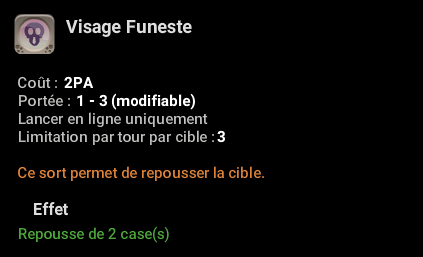 Visage Funeste
Coût : 2PA
Portée : 1 - 3 (modifiable)
Lancer en ligne uniquement
Limitation par tour par cible : 3
Ce sort permet de repousser la cible.
Effet
Repousse de 2 case(s)